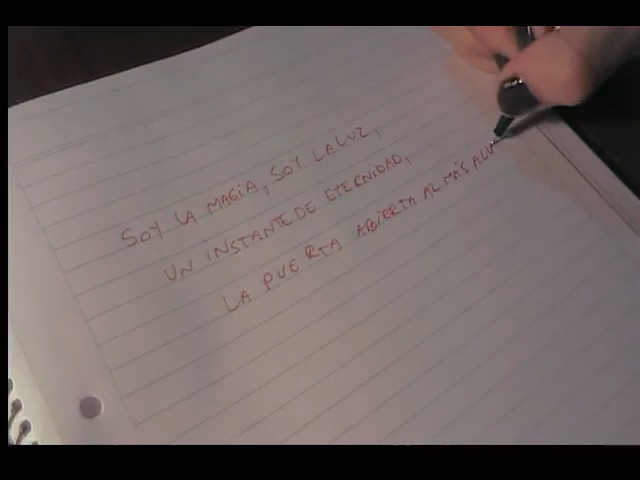 SOY LA MAGIA, SOY LA LUZ,
UN INSTANTE DE ETERNIDAD,
LA PUERTA ABIERTA AL MÁS